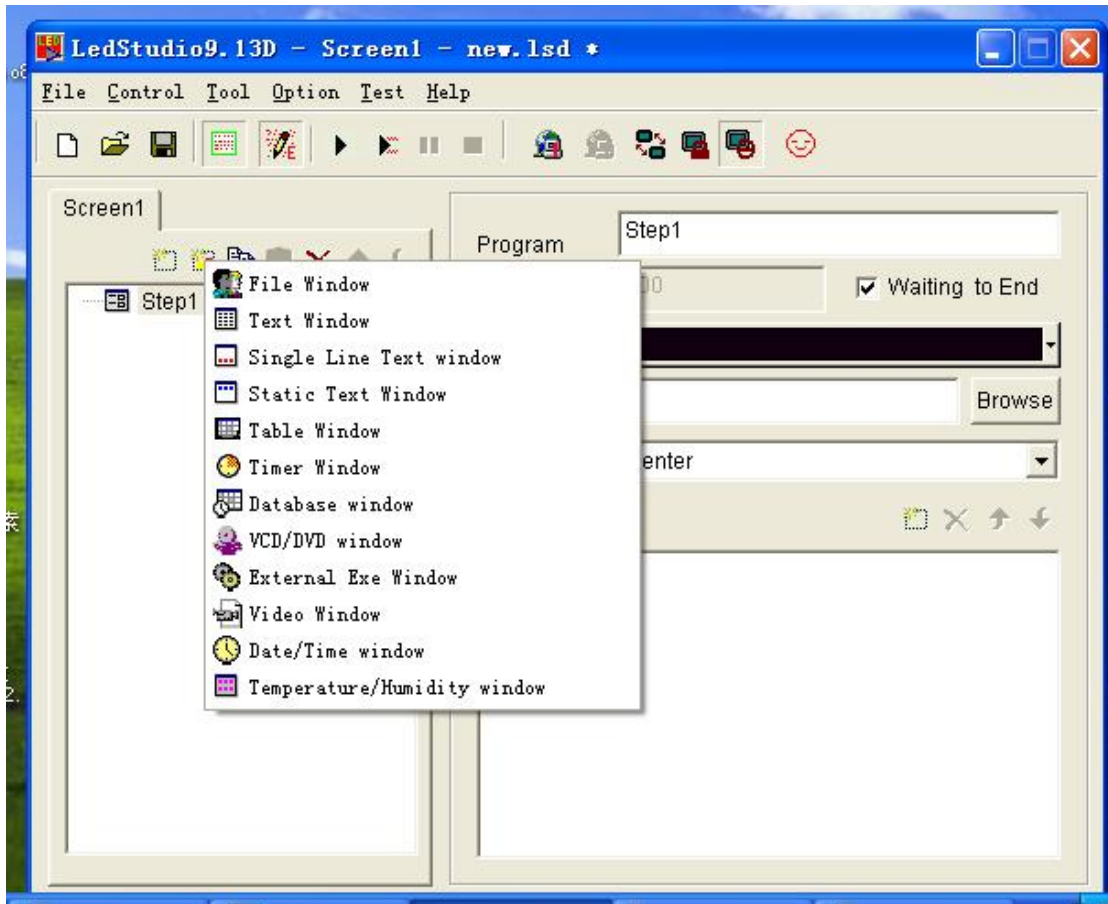 LedStudio9.13D - Screen1 - new.lsd *
File Control Tool Option Test Help
Screen1
Program Step1
Waiting to End
Step1
File Window
Text Window
Single Line Text window
Static Text Window
Browse
Table Window
Timer Window
enter
Database window
VCD/DVD window
External Exe Window
Video Window
Date/Time window
Temperature/Humidity window